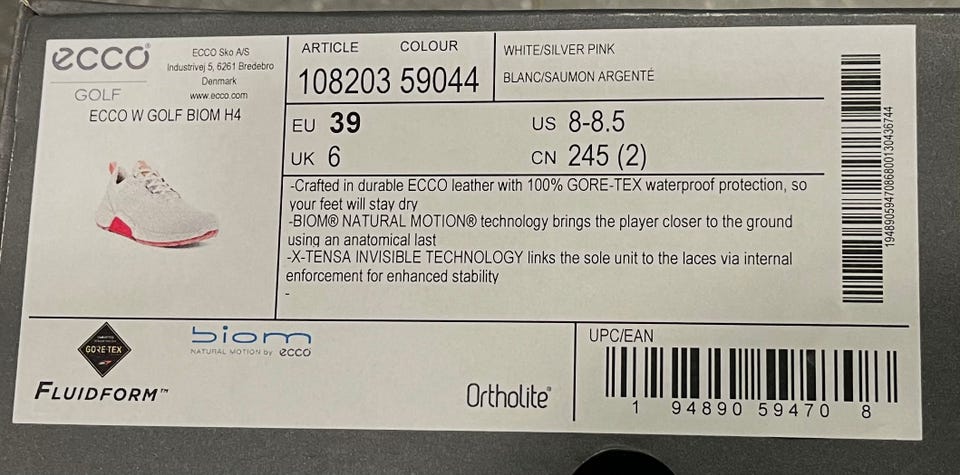 ecco®
GOLF
ECCO Sko A/S
Industrivej 5, 6261 Bredebro
Denmark
www.ecco.com
ECCO W GOLF BIOM H4
ARTICLE COLOUR
108203 59044
WHITE/SILVER PINK
BLANC/SAUMON ARGENTÉ
EU 39
US 8-8.5
UK 6
CN 245 (2)
-Crafted in durable ECCO leather with 100% GORE-TEX waterproof protection, so
your feet will stay dry
-BIOM® NATURAL MOTION® technology brings the player closer to the ground
using an anatomical last
-X-TENSA INVISIBLE TECHNOLOGY links the sole unit to the laces via internal
enforcement for enhanced stability
-
GORE-TEX
FLUIDFORM™
biom
NATURAL MOTION by ecco
Ortholite®
UPC/EAN
1 94890 59470 8